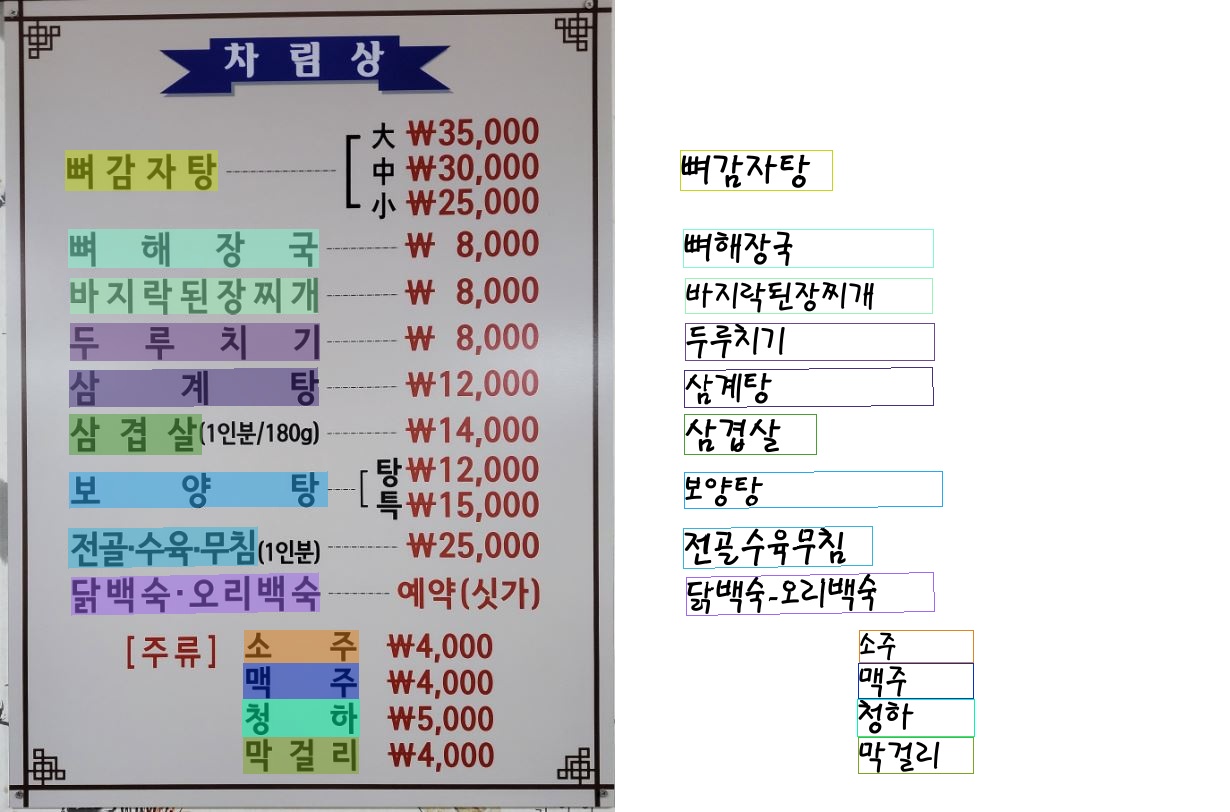 차림상
大 ₩35,000
뼈감자탕 中 ₩30,000 뼈감자탕
小 ₩25,000
뼈해장국 ₩ 8,000 뼈해장국
바지락된장찌개 ₩ 8,000 바지락된장찌개
두루치기 ₩ 8,000 두루치기
삼계탕 ₩12,000 삼계탕
삼겹살(1인분/180g) ₩14,000 삼겹살
탕 ₩12,000
보양탕 보양탕
특 ₩15,000
전골·수육·무침(1인분) ₩25,000 전골수육무침
닭백숙·오리백숙 예약(싯가) 닭백숙-오리백숙
[주류] 소주 ₩4,000 소주
맥주 ₩4,000 맥주
청하 ₩5,000 청하
막걸리 ₩4,000 막걸리